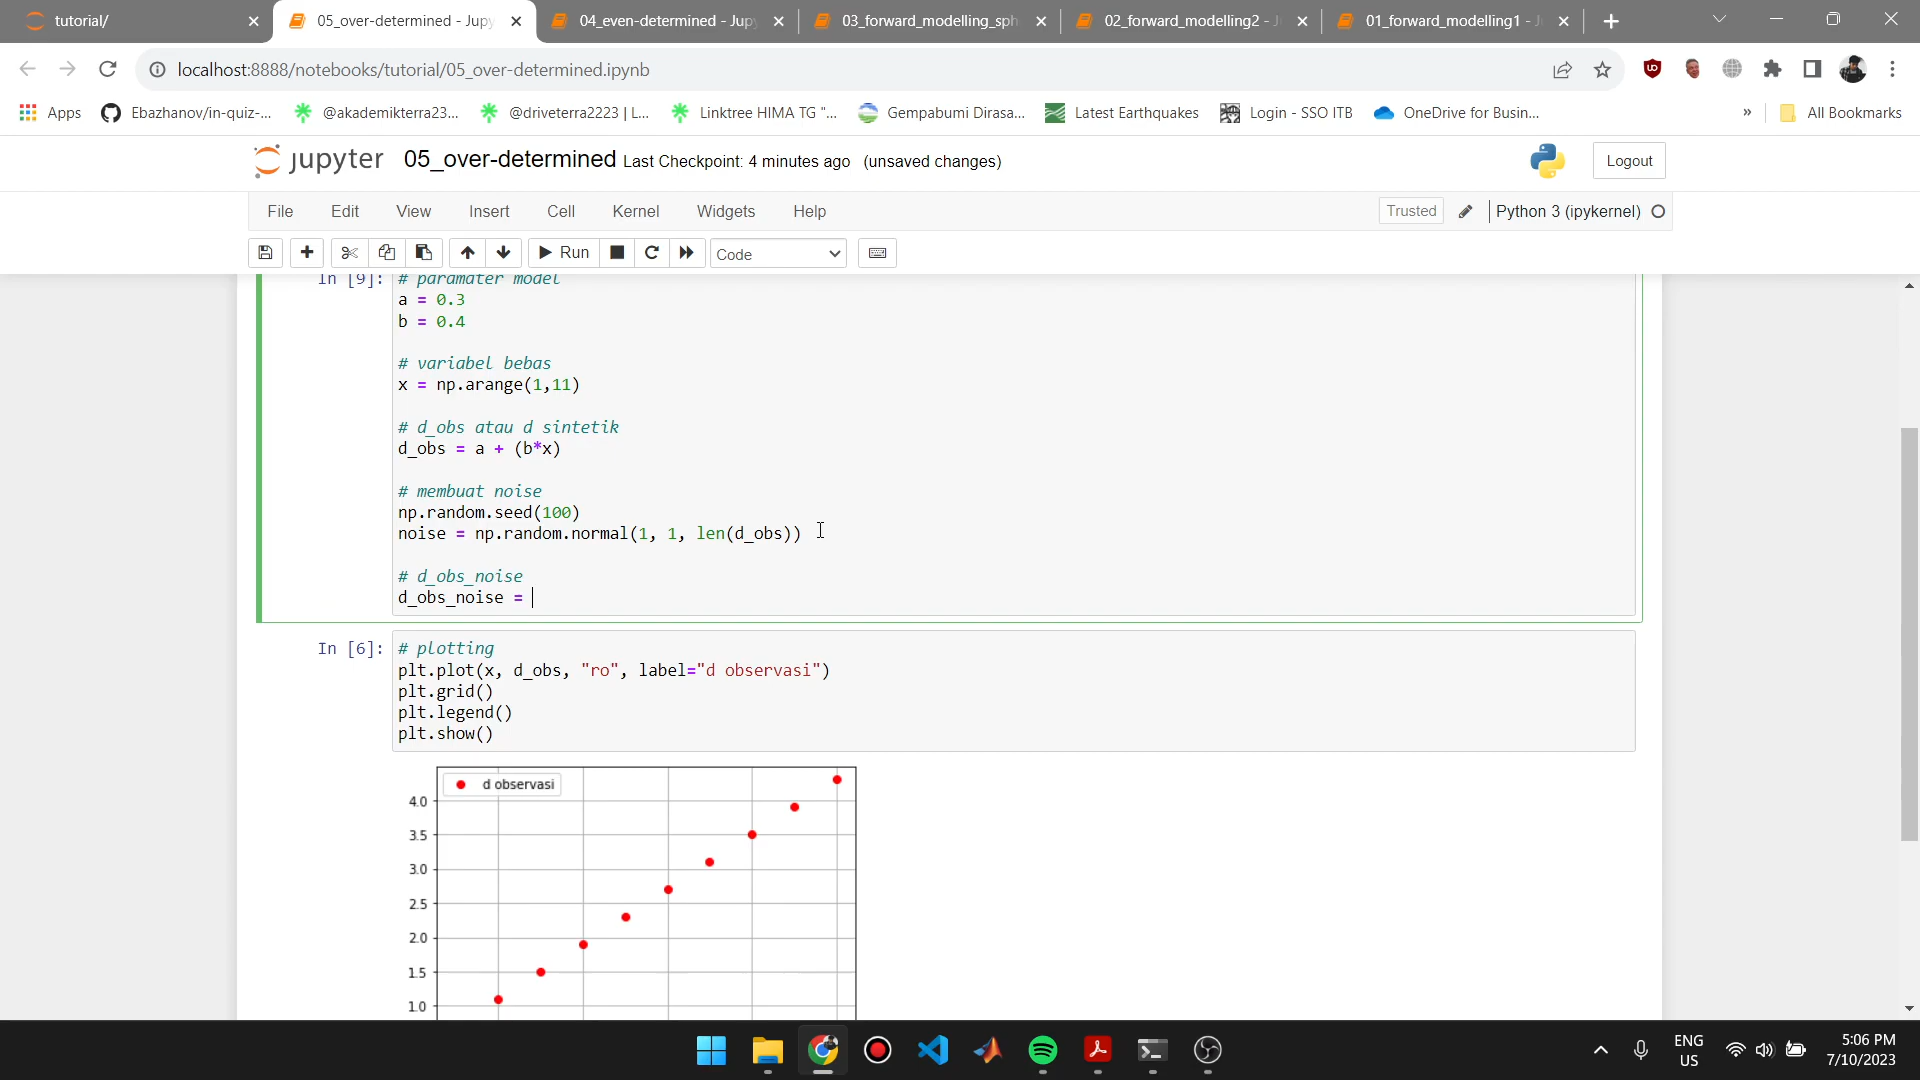 tutorial/
05_over-determined - Jupy
04_even-determined - Jup
03_forward_modelling_sph
02_forward_modelling2 - J
01_forward_modelling1 - J
localhost:8888/notebooks/tutorial/05_over-determined.ipynb
Apps
Ebazhanov/in-quiz-...
@akademikterra23...
@driveterra2223 | L...
Linktree HIMA TG "...
Gempabumi Dirasa...
Latest Earthquakes
Login - SSO ITB
OneDrive for Busin...
»
All Bookmarks
jupyter 05_over-determined Last Checkpoint: 4 minutes ago (unsaved changes)
Logout
File Edit View Insert Cell Kernel Widgets Help
Trusted
Python 3 (ipykernel)
Run
Code
In [9]: # paramater model
a = 0.3
b = 0.4
# variabel bebas
x = np.arange(1,11)
# d_obs atau d sintetik
d_obs = a + (b*x)
# membuat noise
np.random.seed(100)
noise = np.random.normal(1, 1, len(d_obs))
# d_obs_noise
d_obs_noise =
In [6]: # plotting
plt.plot(x, d_obs, "ro", label="d observasi")
plt.grid()
plt.legend()
plt.show()
d observasi
4.0
3.5
3.0
2.5
2.0
1.5
1.0
ENG
US
5:06 PM
7/10/2023